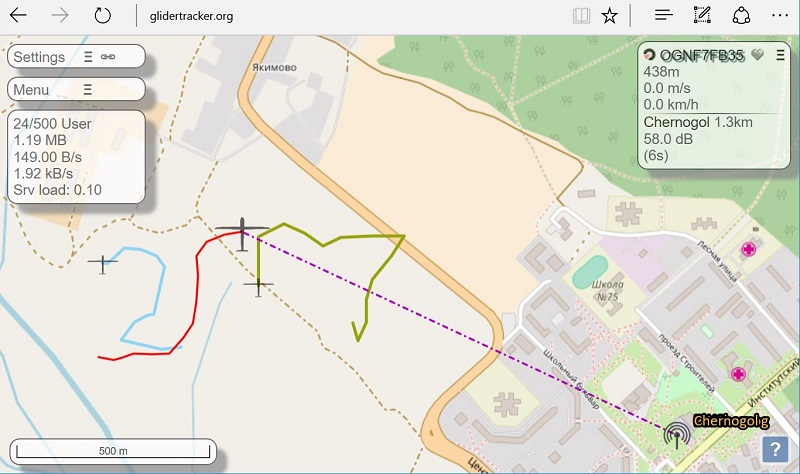 glidertracker.org
Settings
Menu
24/500 User
1.19 MB
149.00 B/s
1.92 kB/s
Srv load: 0.10
OGNF7FB35
438m
0.0 m/s
0.0 km/h
Chernogol 1.3km
58.0 dB
(6s)
Якимово
Лесная улица
Школа
№75
проезд Строителей
Школьный бульвар
Институтский
Chernogolg
Цент
500 m
?